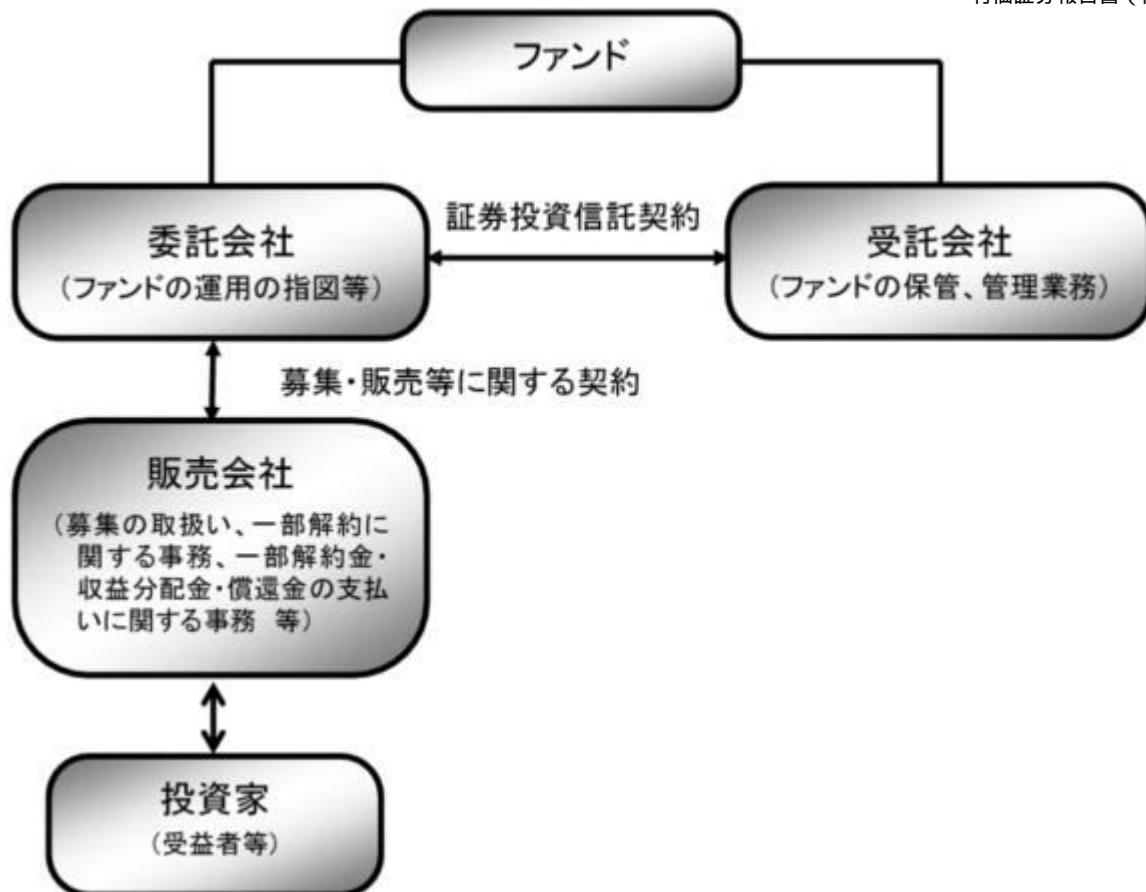 ファンド
委託会社
（ファンドの運用の指図等）
証券投資信託契約
受託会社
（ファンドの保管、管理業務）
募集・販売等に関する契約
販売会社
（募集の取扱い、一部解約に
関する事務、一部解約金・
収益分配金・償還金の支払
いに関する事務 等）
投資家
（受益者等）